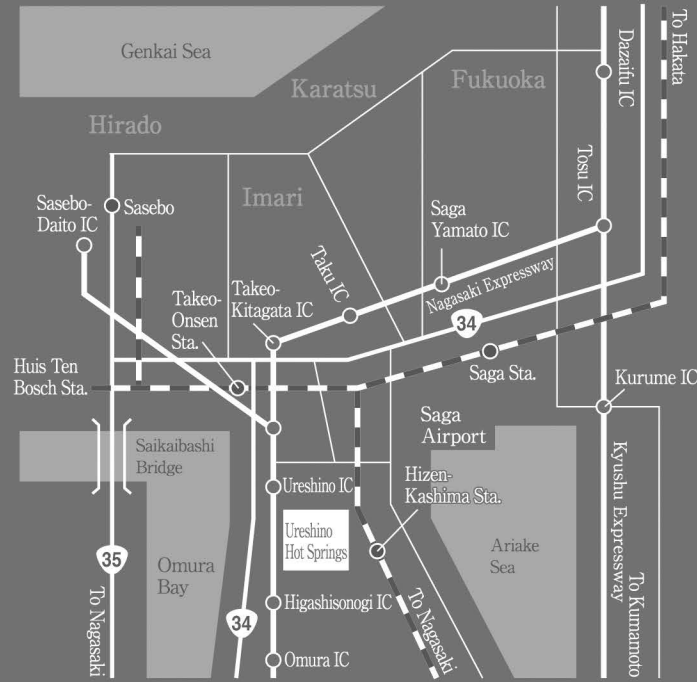 Genkai Sea
Karatsu
Fukuoka
Dazaifu IC
To Hakata
Hirado
Tosu IC
Imari
Sasebo-
Daito IC
Sasebo
Saga
Yamato IC
Taku IC
Nagasaki Expressway
Takeo-
Onsen
Sta.
Takeo-
Kitagata IC
34
Huis Ten
Bosch Sta.
Saga Sta.
Kurume IC
Saikaibashi
Bridge
Saga
Airport
Kyushu Expressway
Ureshino IC
Hizen-
Kashima Sta.
Ureshino
Hot Springs
Ariake
Sea
35
Omura
Bay
To Nagasaki
34
Higashisonogi IC
To Nagasaki
To Kumamoto
Omura IC